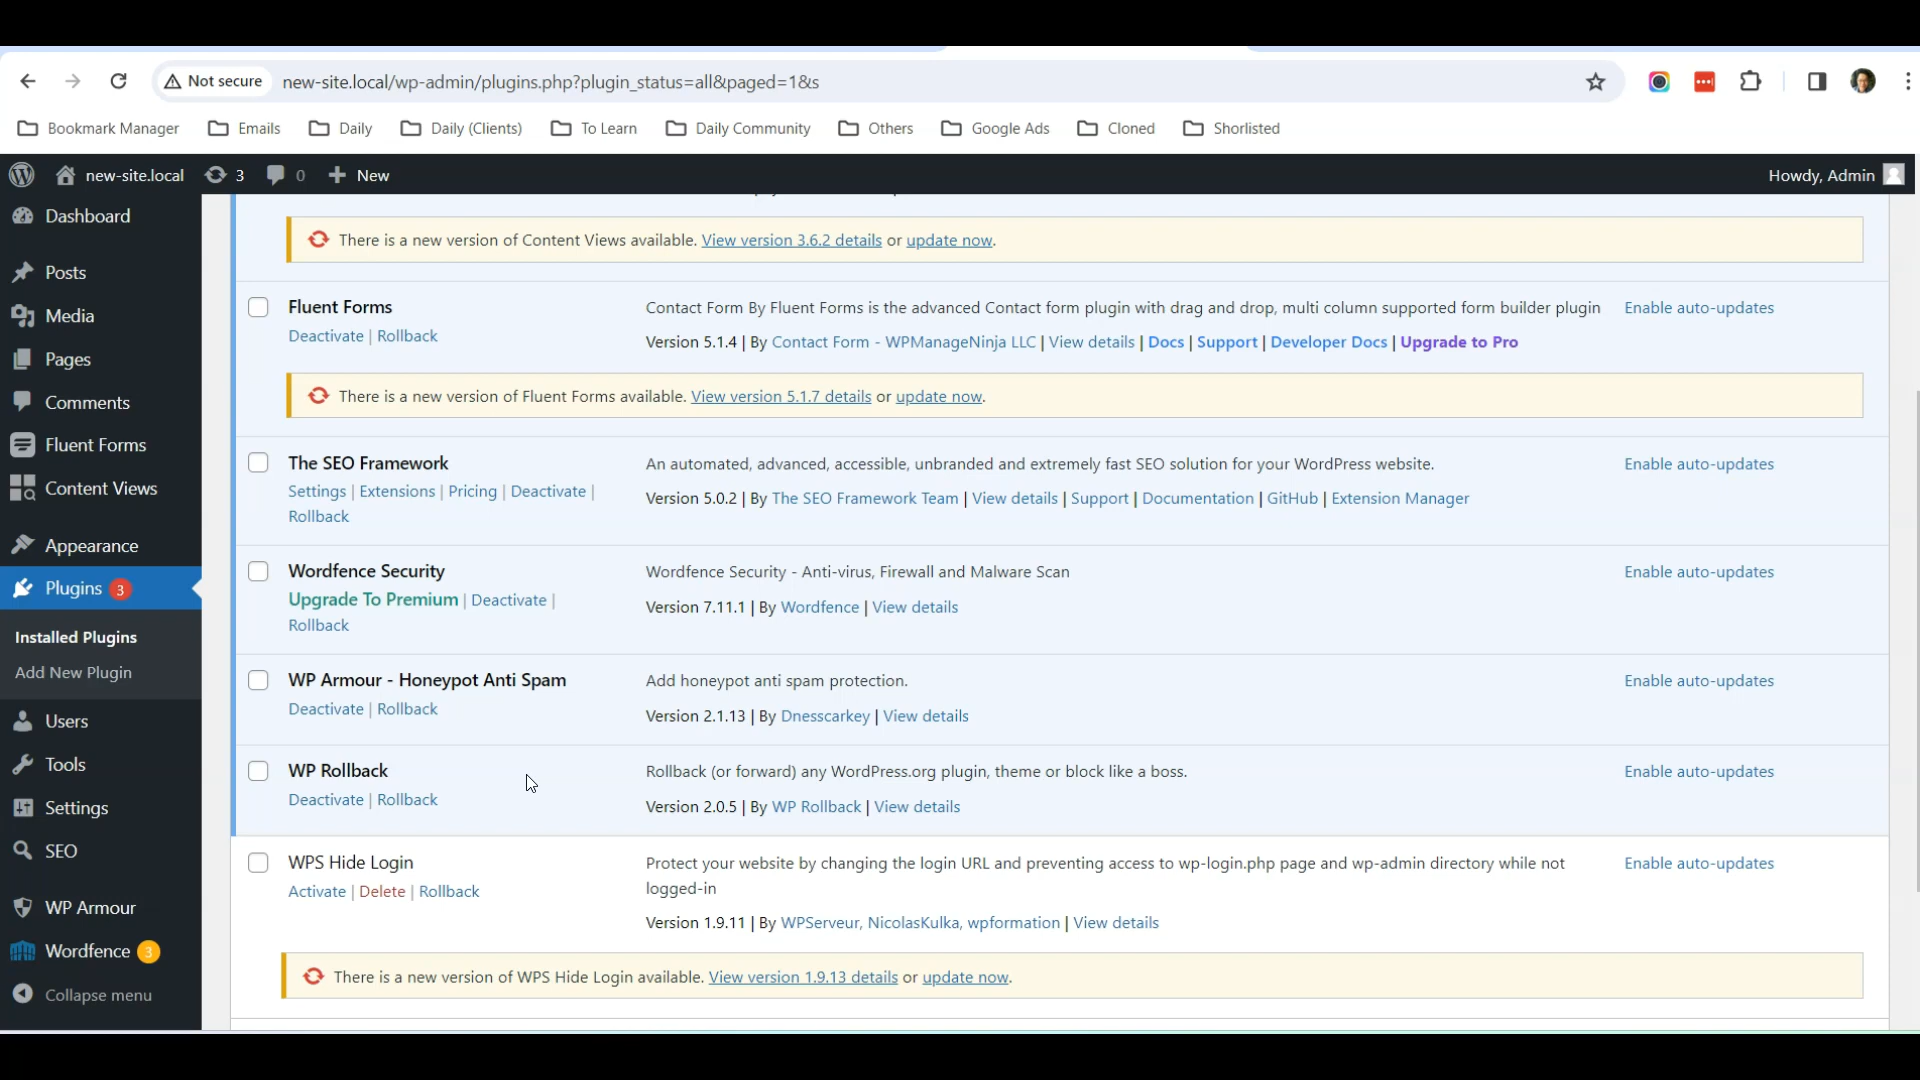 Not secure new-site.local/wp-admin/plugins.php?plugin_status=all&paged=1&s
Bookmark Manager Emails Daily Daily (Clients) To Learn Daily Community Others Google Ads Cloned Shorlisted
new-site.local 3 0 New Howdy, Admin
Dashboard
Posts
Media
Pages
Comments
Fluent Forms
Content Views
Appearance
Plugins 3
Installed Plugins
Add New Plugin
Users
Tools
Settings
SEO
WP Armour
Wordfence 3
Collapse menu
There is a new version of Content Views available. View version 3.6.2 details or update now.
Fluent Forms
Deactivate | Rollback
Contact Form By Fluent Forms is the advanced Contact form plugin with drag and drop, multi column supported form builder plugin
Version 5.1.4 | By Contact Form - WPManageNinja LLC | View details | Docs | Support | Developer Docs | Upgrade to Pro
Enable auto-updates
There is a new version of Fluent Forms available. View version 5.1.7 details or update now.
The SEO Framework
Settings | Extensions | Pricing | Deactivate |
Rollback
An automated, advanced, accessible, unbranded and extremely fast SEO solution for your WordPress website.
Version 5.0.2 | By The SEO Framework Team | View details | Support | Documentation | GitHub | Extension Manager
Enable auto-updates
Wordfence Security
Upgrade To Premium | Deactivate |
Rollback
Wordfence Security - Anti-virus, Firewall and Malware Scan
Version 7.11.1 | By Wordfence | View details
Enable auto-updates
WP Armour - Honeypot Anti Spam
Deactivate | Rollback
Add honeypot anti spam protection.
Version 2.1.13 | By Dnesscarkey | View details
Enable auto-updates
WP Rollback
Deactivate | Rollback
Rollback (or forward) any WordPress.org plugin, theme or block like a boss.
Version 2.0.5 | By WP Rollback | View details
Enable auto-updates
WPS Hide Login
Activate | Delete | Rollback
Protect your website by changing the login URL and preventing access to wp-login.php page and wp-admin directory while not
logged-in
Version 1.9.11 | By WPServeur, NicolasKulka, wpformation | View details
Enable auto-updates
There is a new version of WPS Hide Login available. View version 1.9.13 details or update now.